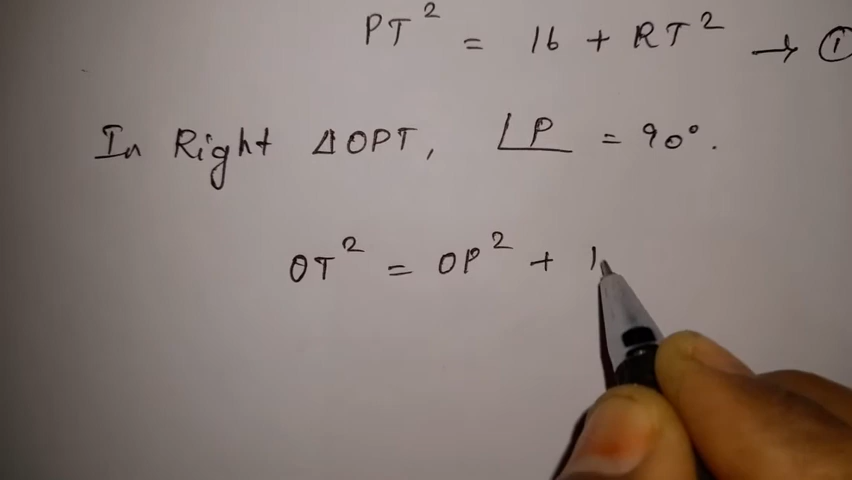 PT² = 16 + RT² → ①
In Right ΔOPT, ∠P = 90°.
OT² = OP² +